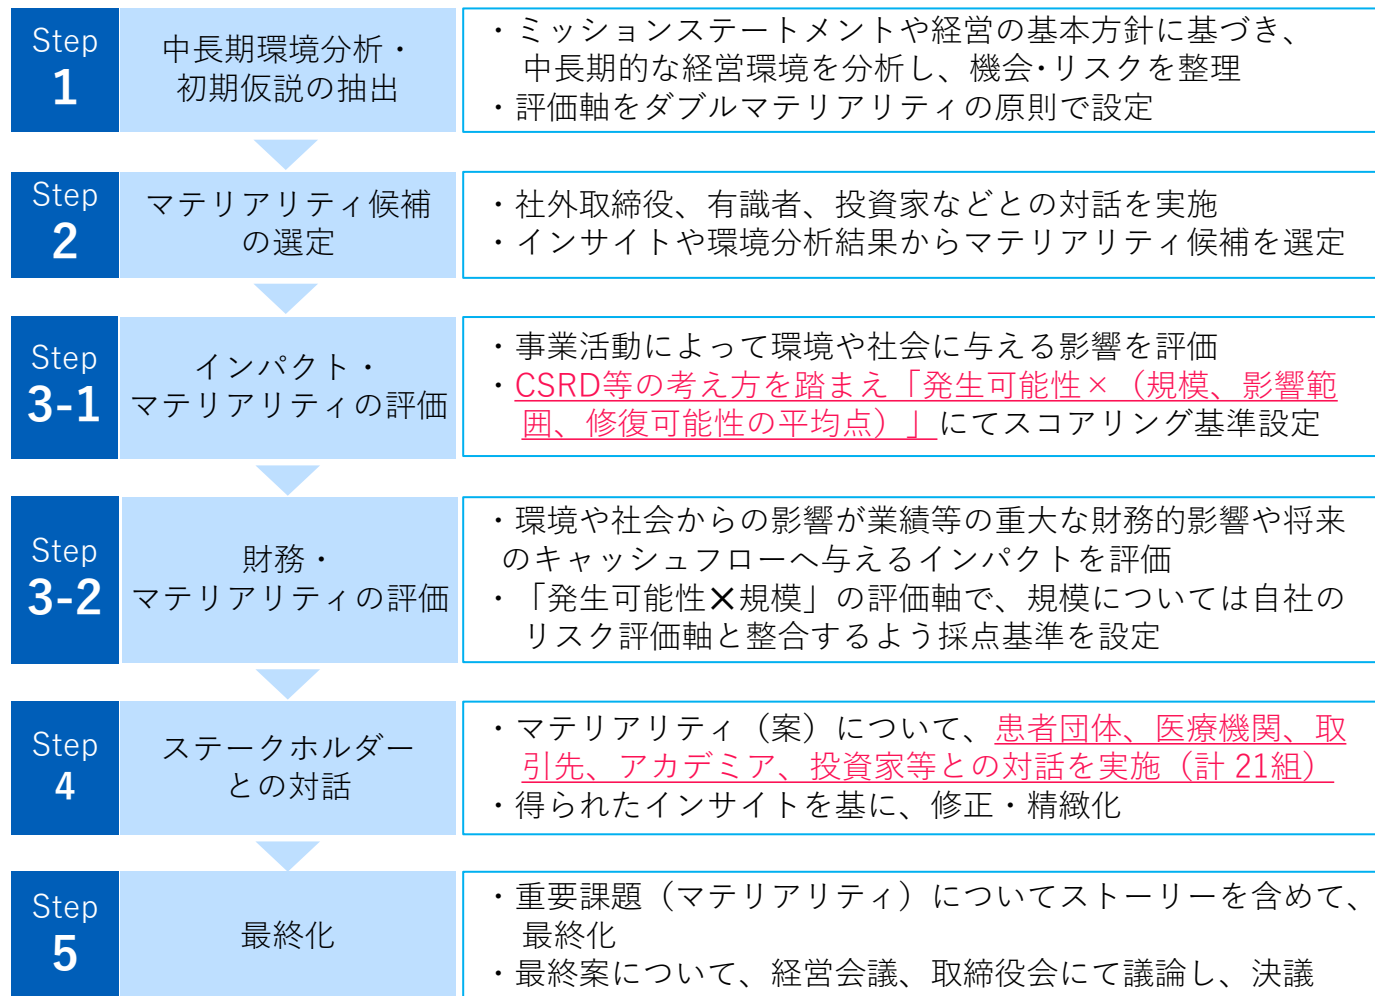 Step
1
中長期環境分析・
初期仮説の抽出
・ミッションステートメントや経営の基本方針に基づき、
中長期的な経営環境を分析し、機会・リスクを整理
・評価軸をダブルマテリアリティの原則で設定
Step
2
マテリアリティ候補
の選定
・社外取締役、有識者、投資家などとの対話を実施
・インサイトや環境分析結果からマテリアリティ候補を選定
Step
3-1
インパクト・
マテリアリティの評価
・事業活動によって環境や社会に与える影響を評価
・CSRD等の考え方を踏まえ「発生可能性×（規模、影響範
囲、修復可能性の平均点）」にてスコアリング基準設定
Step
3-2
財務・
マテリアリティの評価
・環境や社会からの影響が業績等の重大な財務的影響や将来
のキャッシュフローへ与えるインパクトを評価
・「発生可能性✕規模」の評価軸で、規模については自社の
リスク評価軸と整合するよう採点基準を設定
Step
4
ステークホルダー
との対話
・マテリアリティ（案）について、患者団体、医療機関、取
引先、アカデミア、投資家等との対話を実施（計 21組）
・得られたインサイトを基に、修正・精緻化
Step
5
最終化
・重要課題（マテリアリティ）についてストーリーを含めて、
最終化
・最終案について、経営会議、取締役会にて議論し、決議